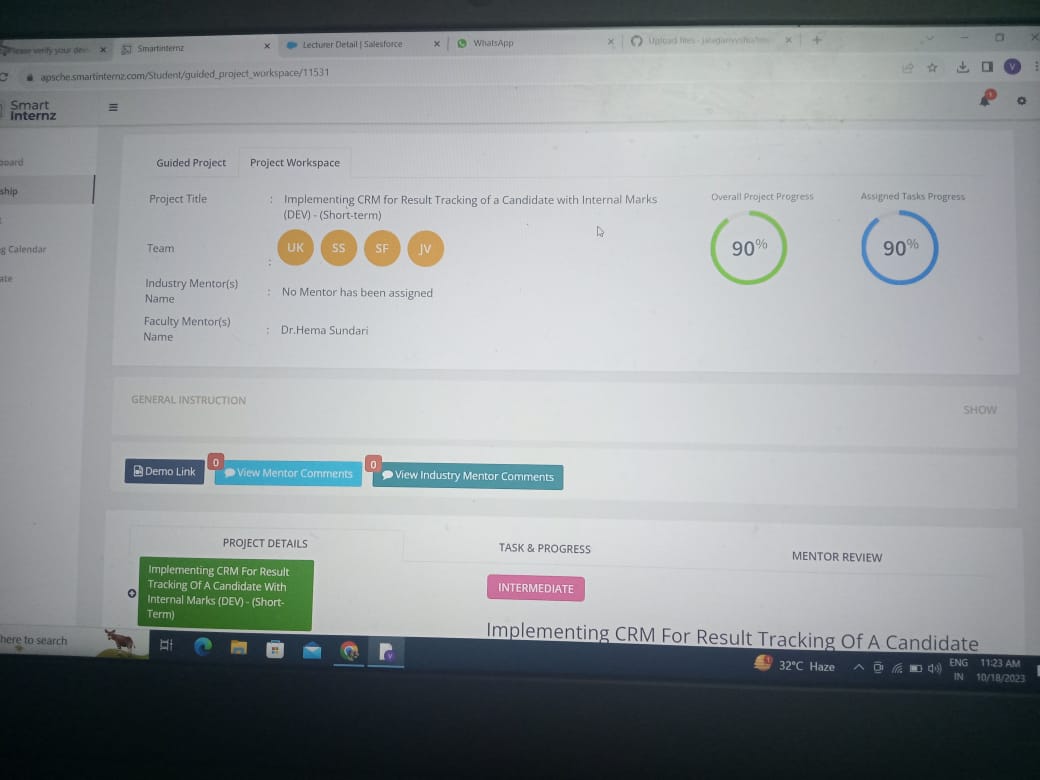 Please verify your dev
Smartinternz
Lecturer Detail | Salesforce
WhatsApp
Upload files
apsche.smartinternz.com/Student/guided_project_workspace/11531
V
Smart
Internz
1
board
ship
g Calendar
ate
Guided Project
Project Workspace
Project Title : Implementing CRM for Result Tracking of a Candidate with Internal Marks
(DEV) - (Short-term)
Team : UK SS SF JV
Industry Mentor(s)
Name : No Mentor has been assigned
Faculty Mentor(s)
Name : Dr.Hema Sundari
Overall Project Progress
90%
Assigned Tasks Progress
90%
GENERAL INSTRUCTION
SHOW
Demo Link
0
View Mentor Comments
0
View Industry Mentor Comments
PROJECT DETAILS
TASK & PROGRESS
MENTOR REVIEW
Implementing CRM For Result
Tracking Of A Candidate With
Internal Marks (DEV) - (Short-
Term)
INTERMEDIATE
Implementing CRM For Result Tracking Of A Candidate
here to search
32°C Haze
ENG
IN
11:23 AM
10/18/2023